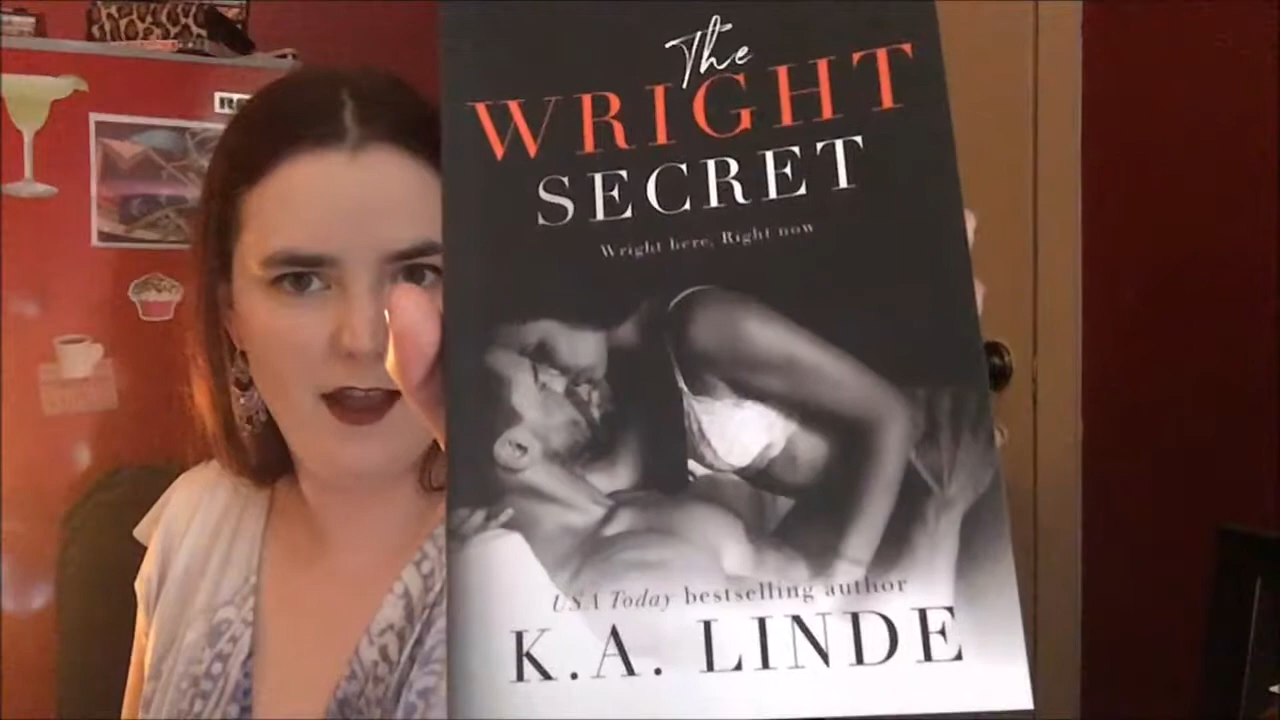 The
WRIGHT
SECRET
Wright here, Right now
USA Today bestselling author
K.A. LINDE